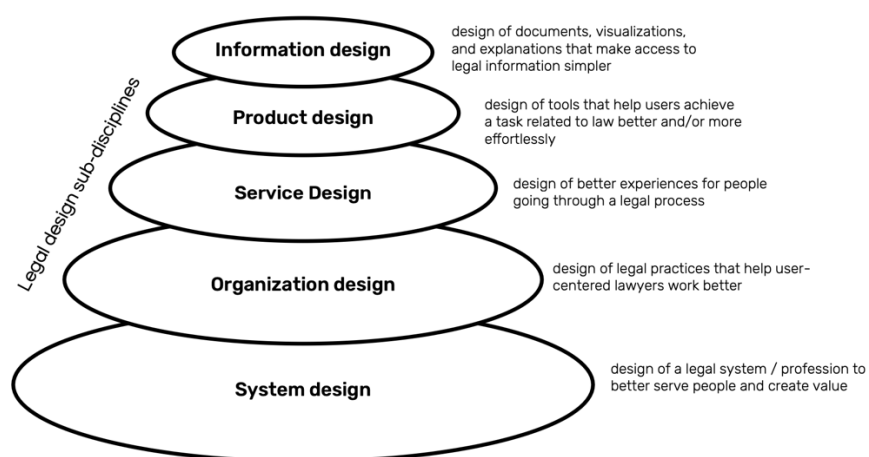 Information design
design of documents, visualizations,
and explanations that make access to
legal information simpler
Legal design sub-disciplines
Product design
design of tools that help users achieve
a task related to law better and/or more
effortlessly
Service Design
design of better experiences for people
going through a legal process
Organization design
design of legal practices that help user-
centered lawyers work better
System design
design of a legal system / profession to
better serve people and create value